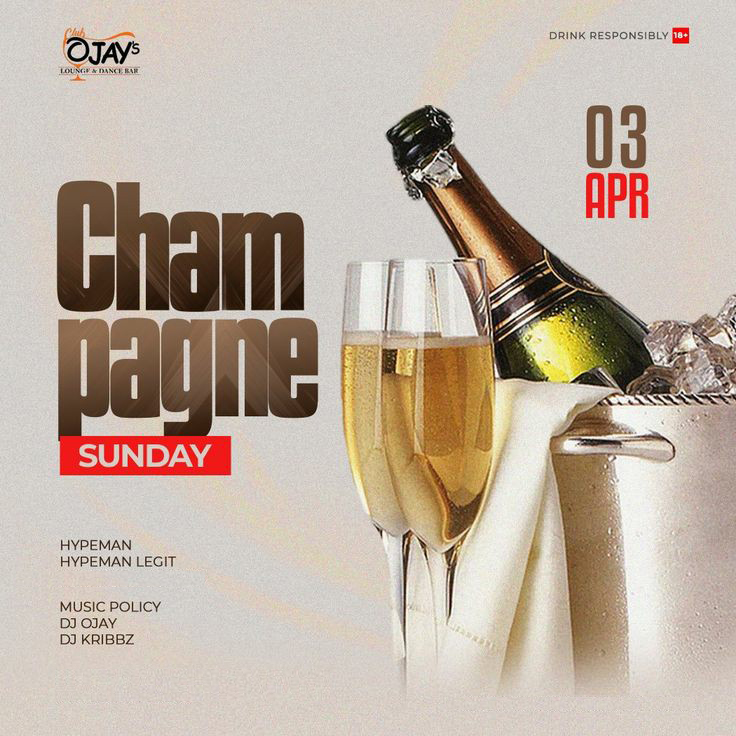 Club
OJAY'S
LOUNGE & DANCE BAR
DRINK RESPONSIBLY 18+
03
APR
Cham
pagne
SUNDAY
HYPEMAN
HYPEMAN LEGIT
MUSIC POLICY
DJ OJAY
DJ KRIBBZ